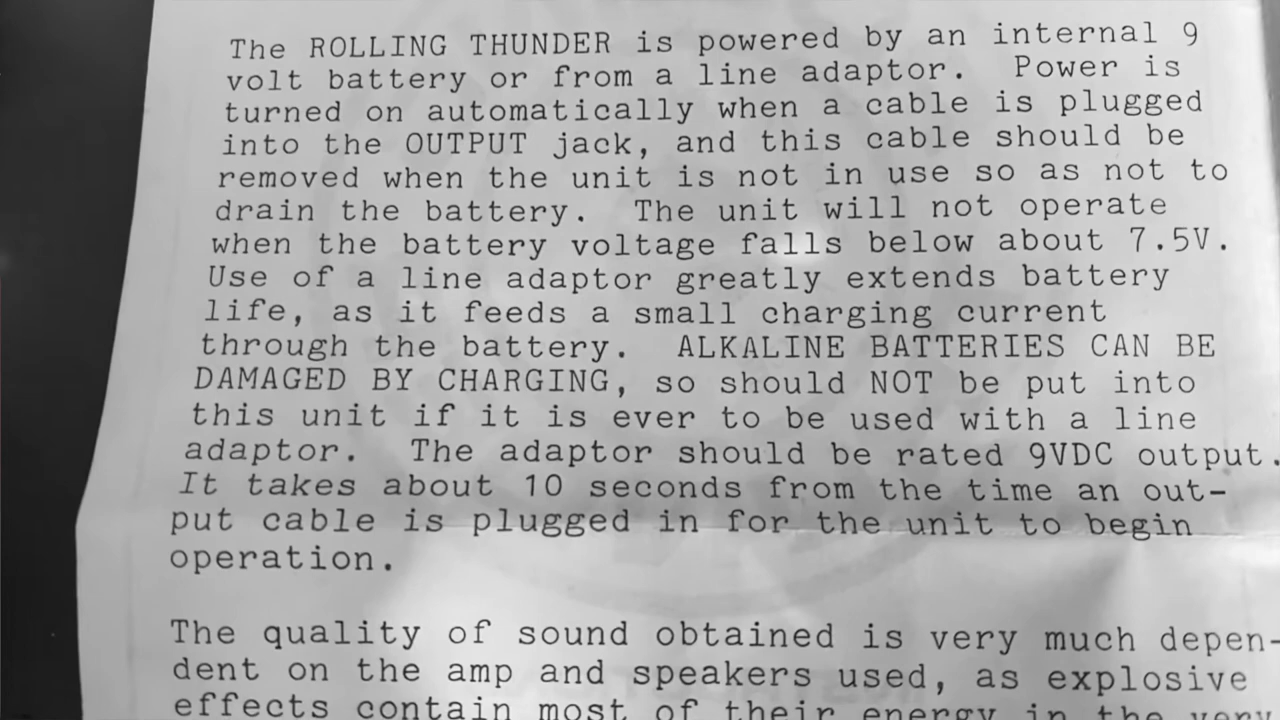 The ROLLING THUNDER is powered by an internal 9
volt battery or from a line adaptor.  Power is
turned on automatically when a cable is plugged
into the OUTPUT jack, and this cable should be
removed when the unit is not in use so as not to
drain the battery.  The unit will not operate
when the battery voltage falls below about 7.5V.
Use of a line adaptor greatly extends battery
life, as it feeds a small charging current
through the battery.  ALKALINE BATTERIES CAN BE
DAMAGED BY CHARGING, so should NOT be put into
this unit if it is ever to be used with a line
adaptor.  The adaptor should be rated 9VDC output.
It takes about 10 seconds from the time an out-
put cable is plugged in for the unit to begin
operation.
The quality of sound obtained is very much depen-
dent on the amp and speakers used, as explosive
effects contain most of their energy in the very